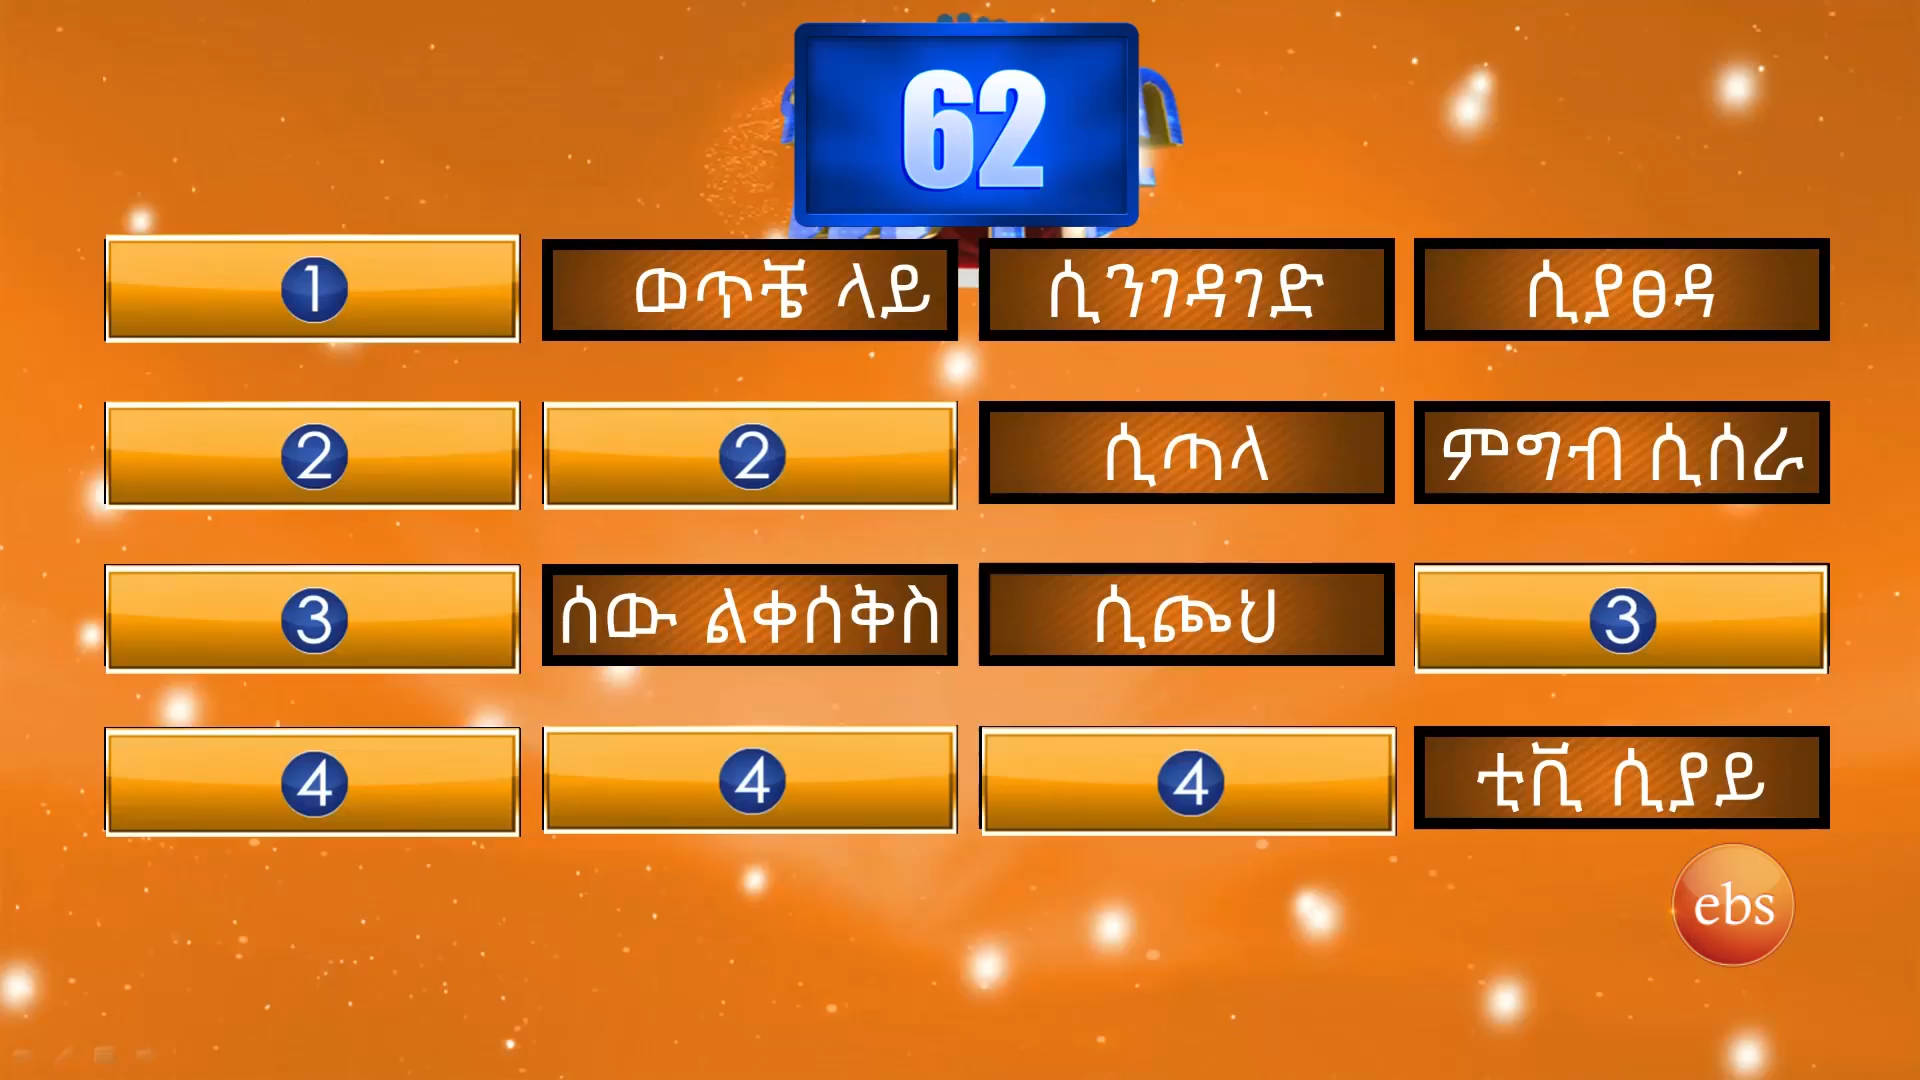 62
1 ወጥቼ ላይ ሲንገዳገድ ሲያፀዳ
2 2 ሲጣላ ምግብ ሲሰራ
3 ሰው ልቀሰቅስ ሲጮህ 3
4 4 4 ቲቪ ሲያይ
ebs